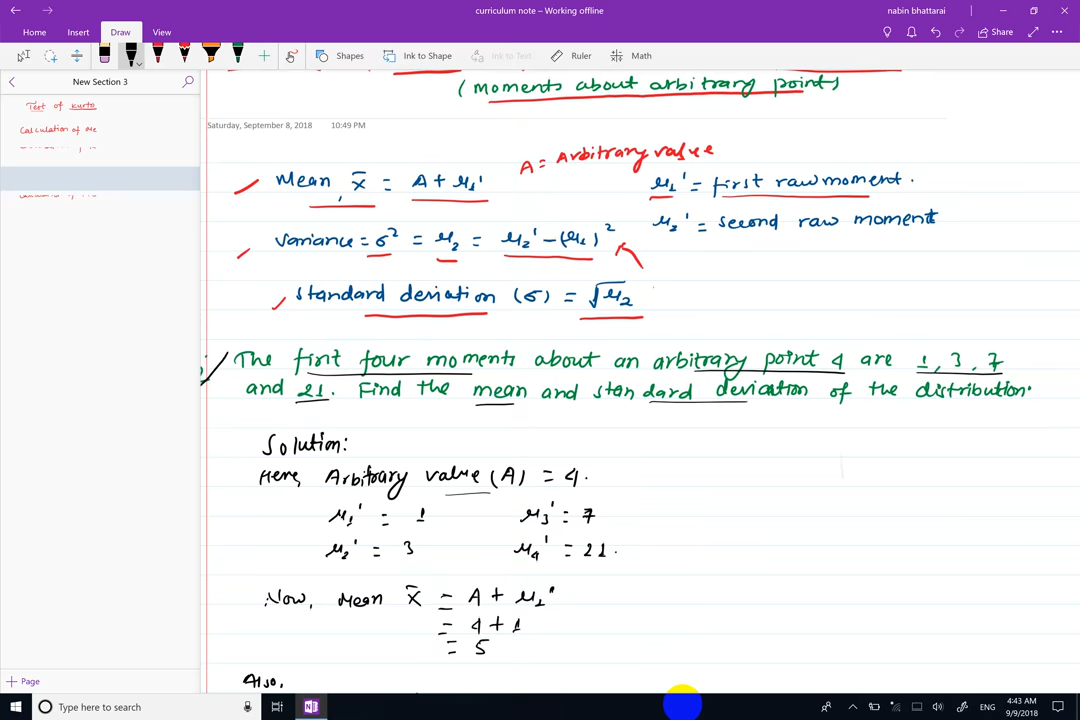 curriculum note – Working offline
nabin bhattarai
Home Insert Draw View
Share
Shapes Ink to Shape Ink to Text Ruler Math
New Section 3
Test of kurto
Calculation of Me
+ Page
(moments about arbitrary point)
Saturday, September 8, 2018 10:49 PM
A = Arbitrary value
Mean, x̄ = A + μ₁' μ₁' = first raw moment.
variance = σ² = μ₂ = μ₂' − (μ₁)² μ₂' = second raw moment
standard deviation (σ) = √μ₂
The first four moments about an arbitrary point 4 are 1, 3, 7
and 21. Find the mean and standard deviation of the distribution.
Solution:
Here, Arbitrary value (A) = 4.
μ₁' = 1 μ₃' = 7
μ₂' = 3 μ₄' = 21.
Now, Mean X̄ = A + μ₁'
= 4 + 1
= 5
Also,
Type here to search
ENG
4:43 AM
9/9/2018